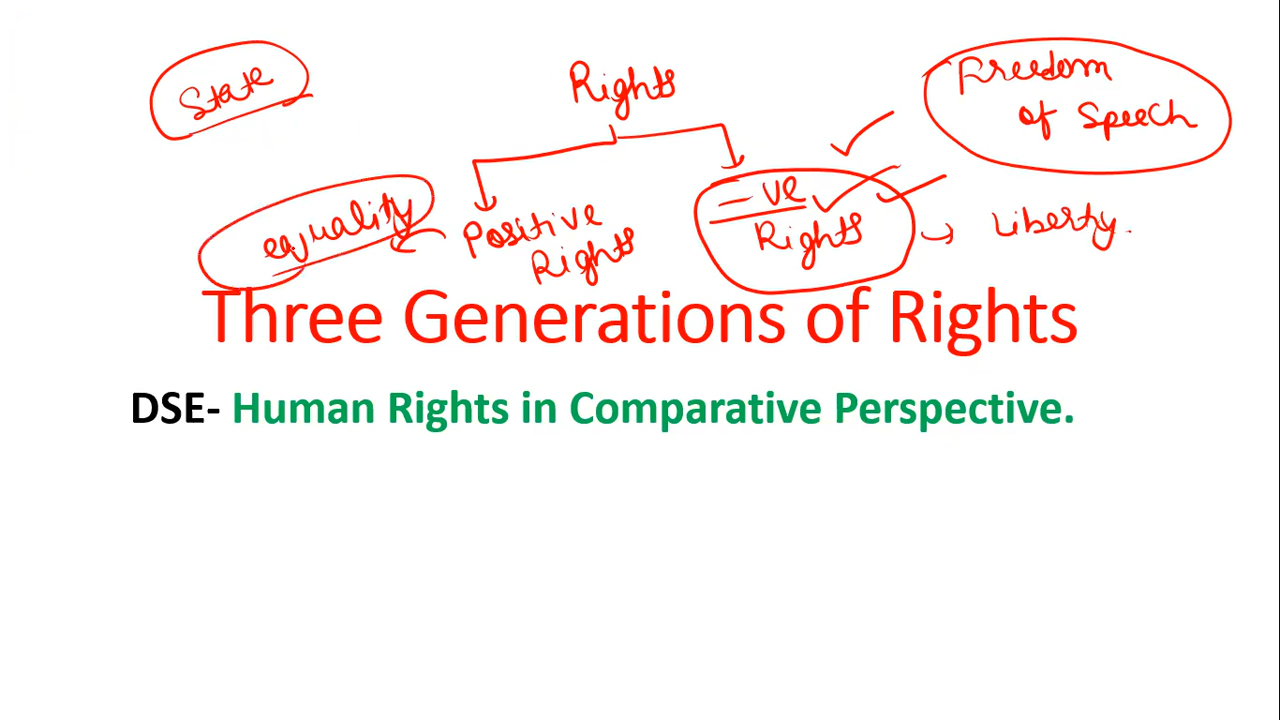 State
Rights
Freedom
of Speech
equality
Positive
Rights
-ve
Rights
Liberty.
Three Generations of Rights
DSE- Human Rights in Comparative Perspective.